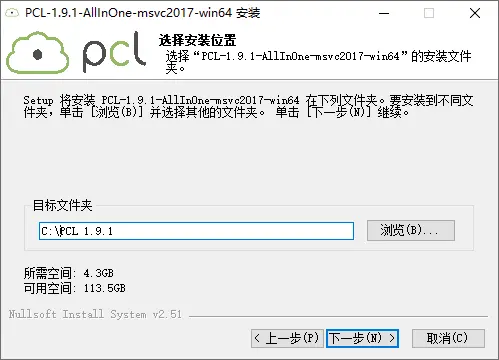 PCL-1.9.1-AllInOne-msvc2017-win64 安装
pcl
选择安装位置
选择“PCL-1.9.1-AllInOne-msvc2017-win64”的安装文件
夹。
Setup 将安装 PCL-1.9.1-AllInOne-msvc2017-win64 在下列文件夹。要安装到不同文
件夹，单击 [浏览(B)] 并选择其他的文件夹。 单击 [下一步(N)] 继续。
目标文件夹
C:\PCL 1.9.1
浏览(B)...
所需空间: 4.3GB
可用空间: 113.5GB
Nullsoft Install System v2.51
< 上一步(P)
下一步(N) >
取消(C)